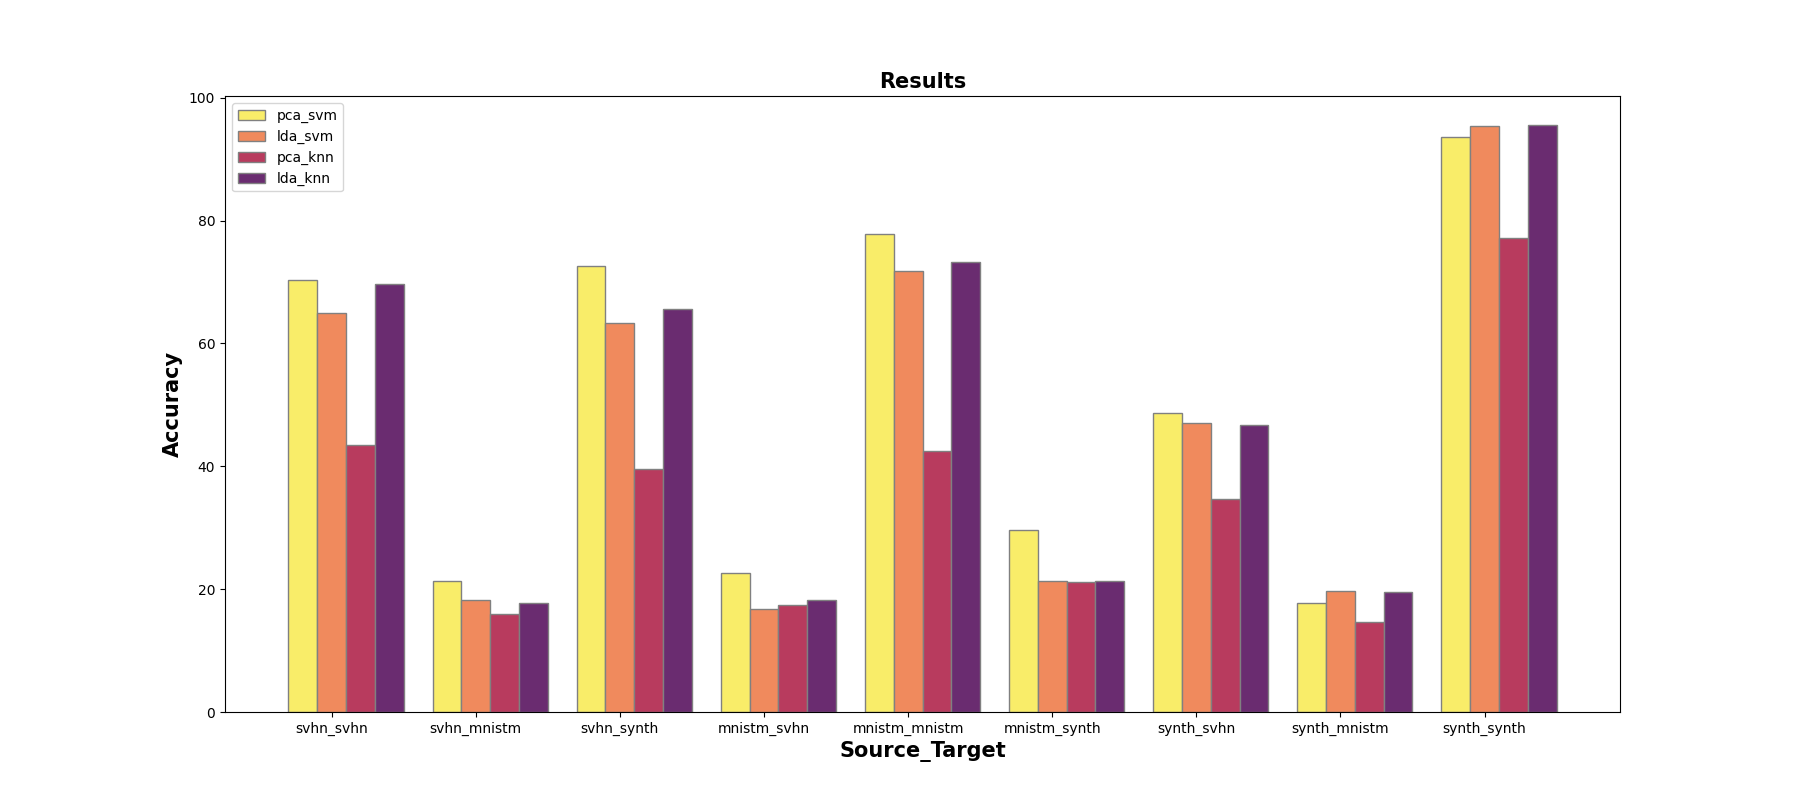 Results
100
80
60
40
20
0
Accuracy
pca_svm
lda_svm
pca_knn
lda_knn
svhn_svhn svhn_mnistm svhn_synth mnistm_svhn mnistm_mnistm mnistm_synth synth_svhn synth_mnistm synth_synth
Source_Target